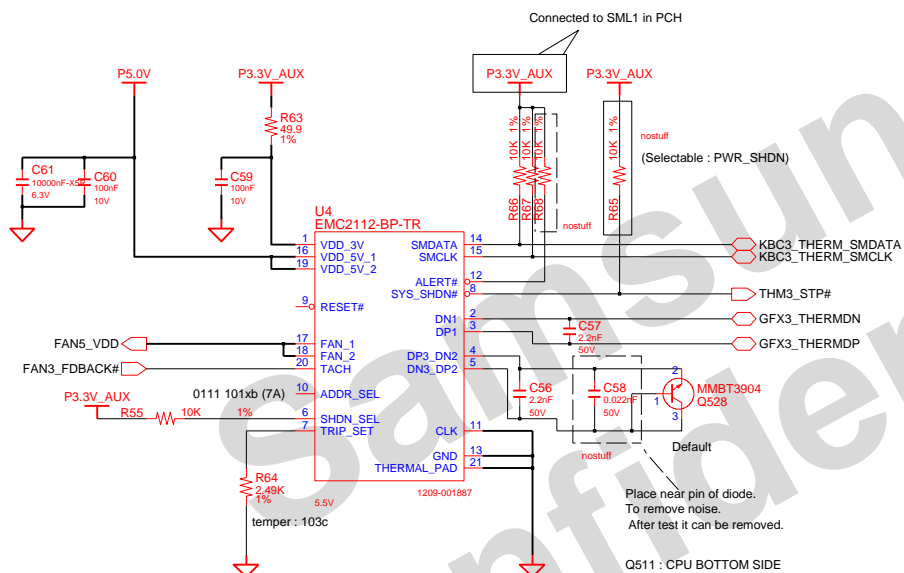 Connected to SML1 in PCH
P5.0V
P3.3V_AUX
P3.3V_AUX
P3.3V_AUX
R63
49.9
1%
10K 1%
10K 1%
10K 1%
10K 1%
nostuff
(Selectable : PWR_SHDN)
C61
10000nF-X5R
6.3V
C60
100nF
10V
C59
100nF
10V
R66
R67
R68
R65
nostuff
U4
EMC2112-BP-TR
1 VDD_3V
16 VDD_5V_1
19 VDD_5V_2
SMDATA 14
SMCLK 15
KBC3_THERM_SMDATA
KBC3_THERM_SMCLK
ALERT# 12
SYS_SHDN# 8
THM3_STP#
9 RESET#
DN1 2
DP1 3
C57
2.2nF
50V
GFX3_THERMDN
GFX3_THERMDP
FAN5_VDD
FAN3_FDBACK#
17 FAN_1
18 FAN_2
20 TACH
DP3_DN2 4
DN3_DP2 5
0111 101xb (7A)
10 ADDR_SEL
C56
2.2nF
50V
C58
0.022nF
50V
2
1
3
MMBT3904
Q528
P3.3V_AUX
R55
10K
1%
6 SHDN_SEL
7 TRIP_SET
CLK 11
GND 13
THERMAL_PAD 21
Default
nostuff
R64
2.49K
1%
5.5V
1209-001887
temper : 103c
Place near pin of diode.
To remove noise.
After test it can be removed.
Q511 : CPU BOTTOM SIDE
Samsun
onfiden